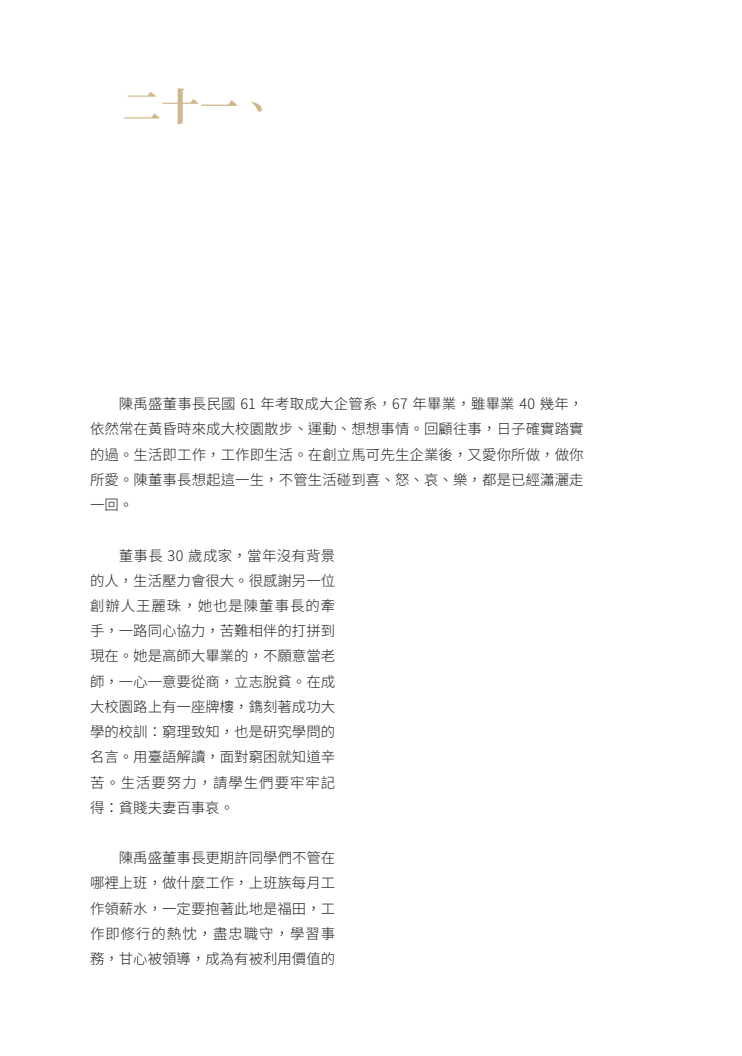 二十一、
陳禹盛董事長民國 61 年考取成大企管系，67 年畢業，雖畢業 40 幾年，
依然常在黃昏時來成大校園散步、運動、想想事情。回顧往事，日子確實踏實
的過。生活即工作，工作即生活。在創立馬可先生企業後，又愛你所做，做你
所愛。陳董事長想起這一生，不管生活碰到喜、怒、哀、樂，都是已經瀟灑走
一回。
董事長 30 歲成家，當年沒有背景
的人，生活壓力會很大。很感謝另一位
創辦人王麗珠，她也是陳董事長的牽
手，一路同心協力，苦難相伴的打拼到
現在。她是高師大畢業的，不願意當老
師，一心一意要從商，立志脫貧。在成
大校園路上有一座牌樓，鐫刻著成功大
學的校訓：窮理致知，也是研究學問的
名言。用臺語解讀，面對窮困就知道辛
苦。生活要努力，請學生們要牢牢記
得：貧賤夫妻百事哀。
陳禹盛董事長更期許同學們不管在
哪裡上班，做什麼工作，上班族每月工
作領薪水，一定要抱著此地是福田，工
作即修行的熱忱，盡忠職守，學習事
務，甘心被領導，成為有被利用價值的